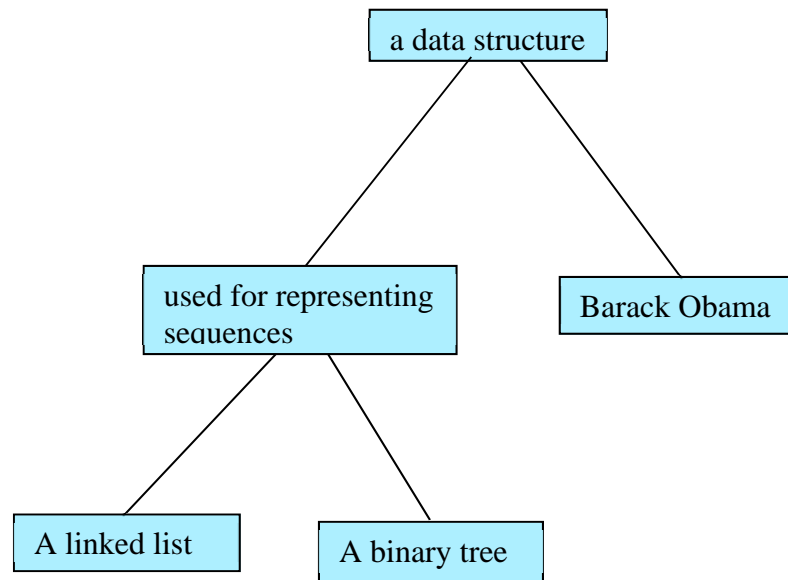 a data structure
used for representing
sequences
Barack Obama
A linked list
A binary tree